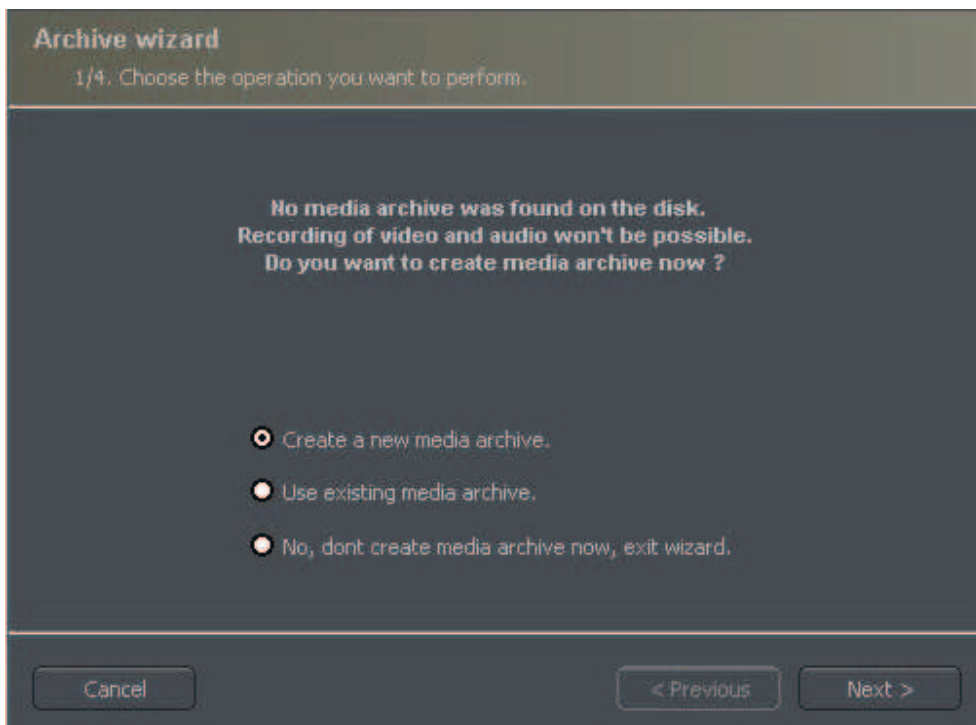 Archive wizard
1/4. Choose the operation you want to perform.
No media archive was found on the disk.
Recording of video and audio won't be possible.
Do you want to create media archive now ?
Create a new media archive.
Use existing media archive.
No, dont create media archive now, exit wizard.
Cancel
< Previous
Next >